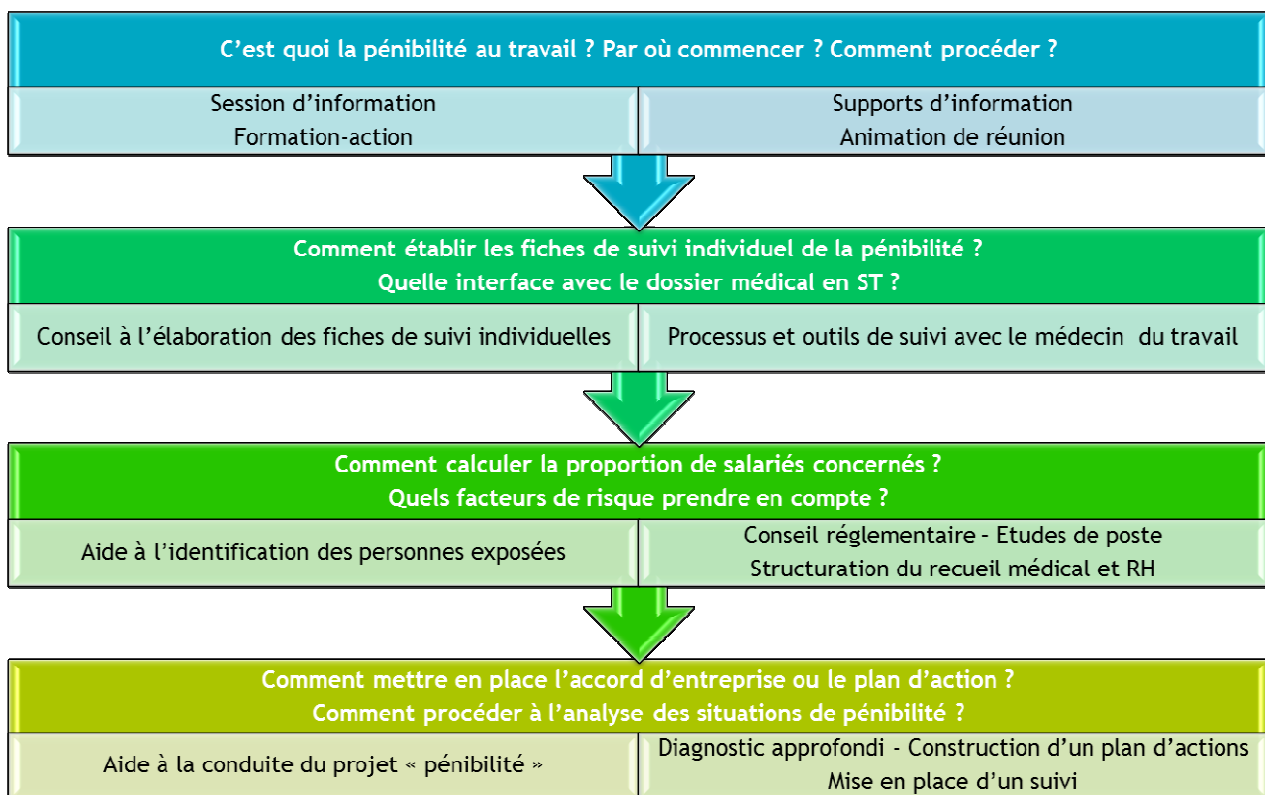 C’est quoi la pénibilité au travail ? Par où commencer ? Comment procéder ?
Session d’information
Formation-action
Supports d’information
Animation de réunion
Comment établir les fiches de suivi individuel de la pénibilité ?
Quelle interface avec le dossier médical en ST ?
Conseil à l’élaboration des fiches de suivi individuelles
Processus et outils de suivi avec le médecin du travail
Comment calculer la proportion de salariés concernés ?
Quels facteurs de risque prendre en compte ?
Aide à l’identification des personnes exposées
Conseil réglementaire – Etudes de poste
Structuration du recueil médical et RH
Comment mettre en place l’accord d’entreprise ou le plan d’action ?
Comment procéder à l’analyse des situations de pénibilité ?
Aide à la conduite du projet « pénibilité »
Diagnostic approfondi - Construction d’un plan d’actions
Mise en place d’un suivi